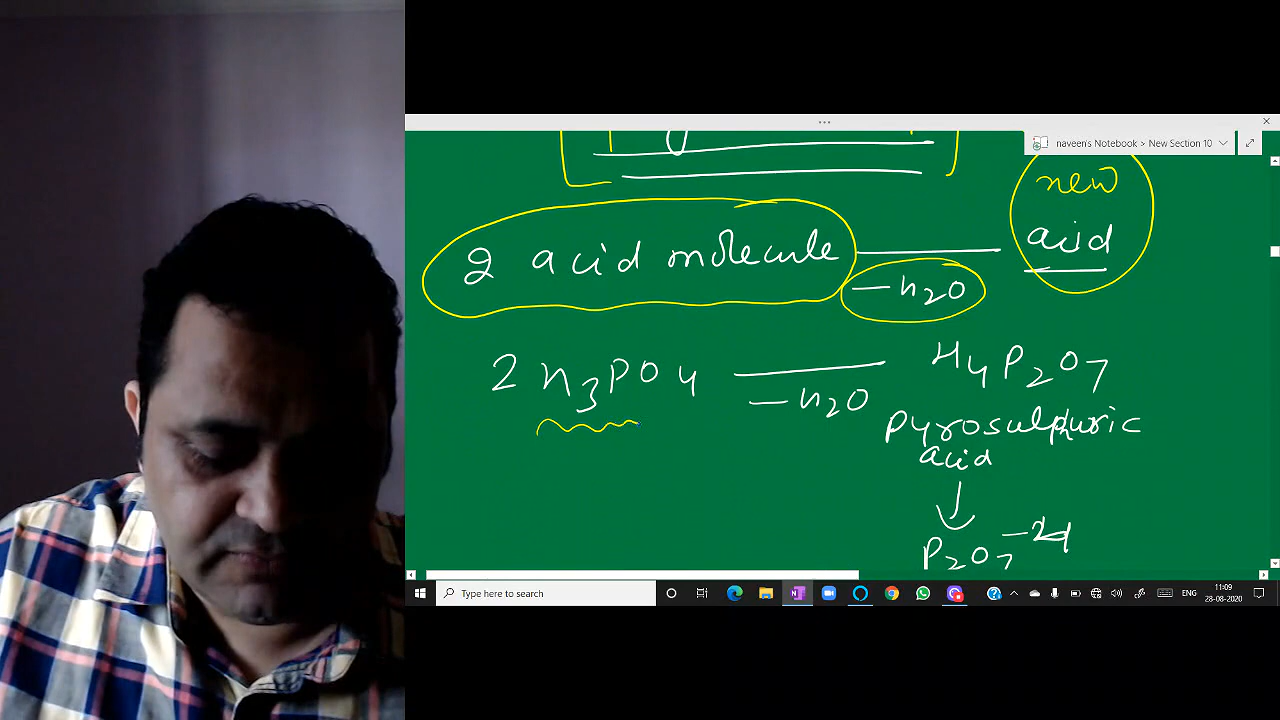 naveen's Notebook > New Section 10
new
acid
2 acid molecule
— H2O
2 H3PO4 — H2O H4P2O7
pyrosulphuric
acid
P2O7
Type here to search
ENG
11:09
28-08-2020